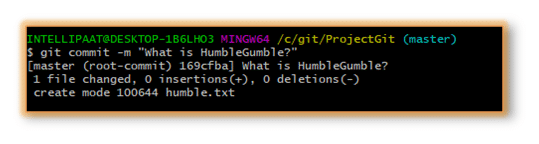 INTELLIPAAT@DESKTOP-1B6LHO3 MINGW64 /c/git/ProjectGit (master)
$ git commit -m "What is HumbleGumble?"
[master (root-commit) 169cfba] What is HumbleGumble?
 1 file changed, 0 insertions(+), 0 deletions(-)
 create mode 100644 humble.txt